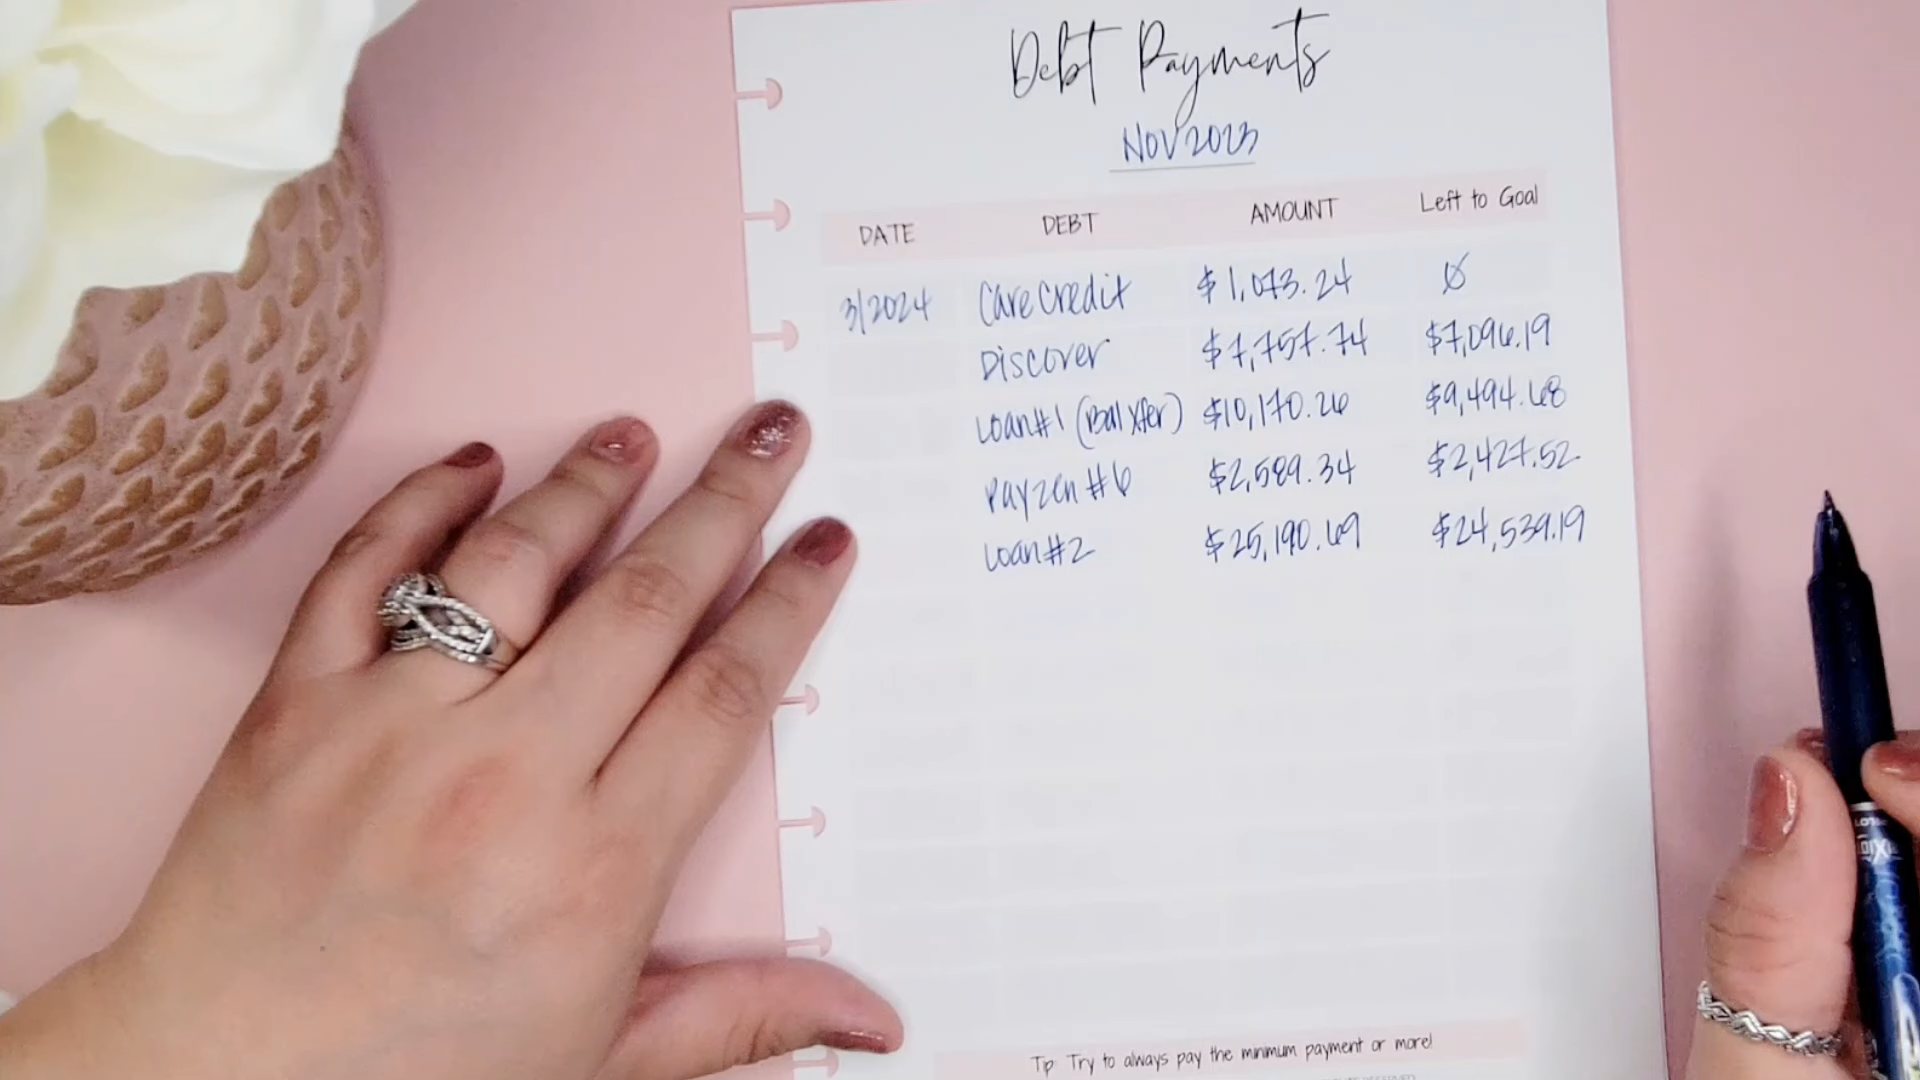 Debt Payments
NOV 2023
DATE DEBT AMOUNT Left to Goal
3/2024 Care Credit $1,073.24 Ø
Discover $7,757.74 $7,096.19
Loan #1 (Bal Xfer) $10,170.26 $9,494.68
Payzen #6 $2,589.34 $2,427.52
Loan #2 $25,190.69 $24,539.19
Tip: Try to always pay the minimum payment or more!